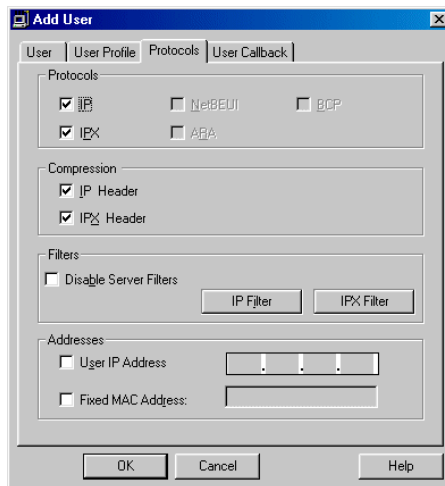 Add User
User User Profile Protocols User Callback
Protocols
IP NetBEUI BCP
IPX ARA
Compression
IP Header
IPX Header
Filters
Disable Server Filters
IP Filter IPX Filter
Addresses
User IP Address . . .
Fixed MAC Address:
OK Cancel Help